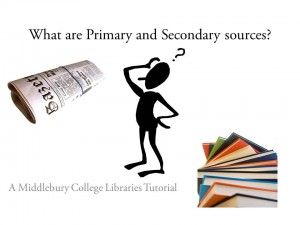 What are Primary and Secondary sources?
?
A Middlebury College Libraries Tutorial